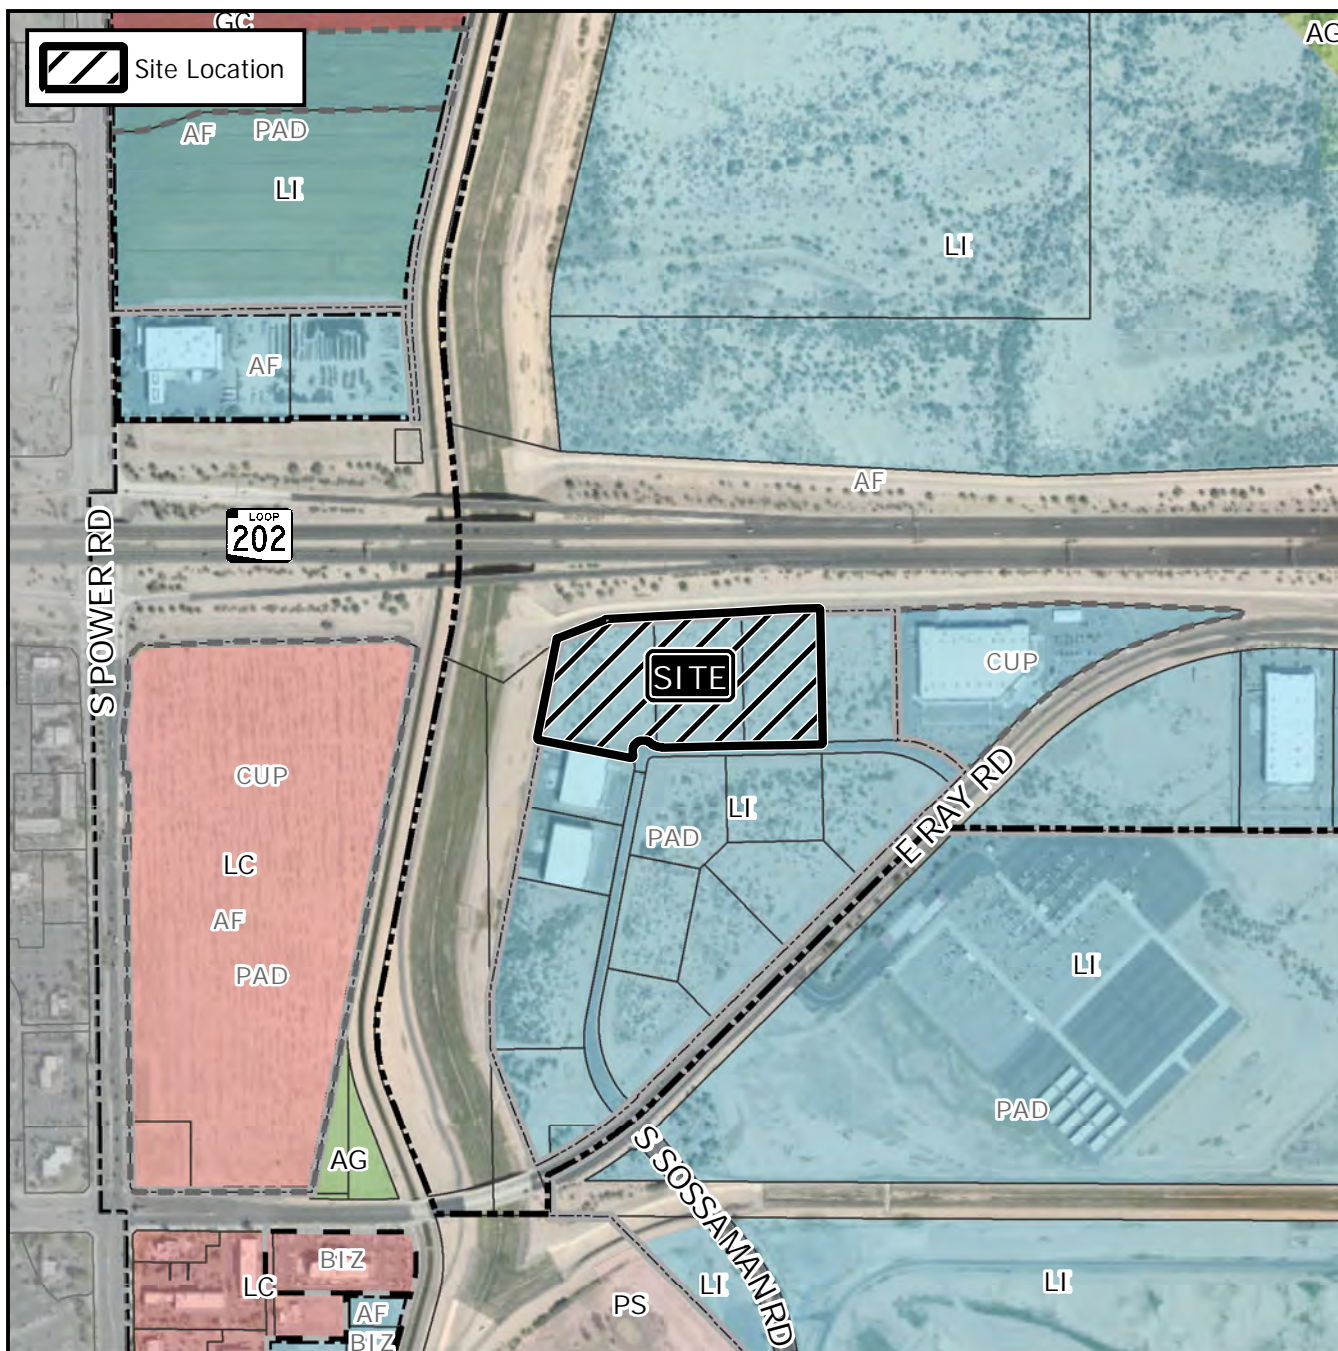 GC
AG
Site Location
AF
PAD
LI
LI
AF
AF
S POWER RD
LOOP
202
SITE
CUP
CUP
LI
PAD
E RAY RD
LC
AF
PAD
LI
PAD
AG
S SOSSAMAN RD
BIZ
LC
AF
BIZ
PS
LI
LI